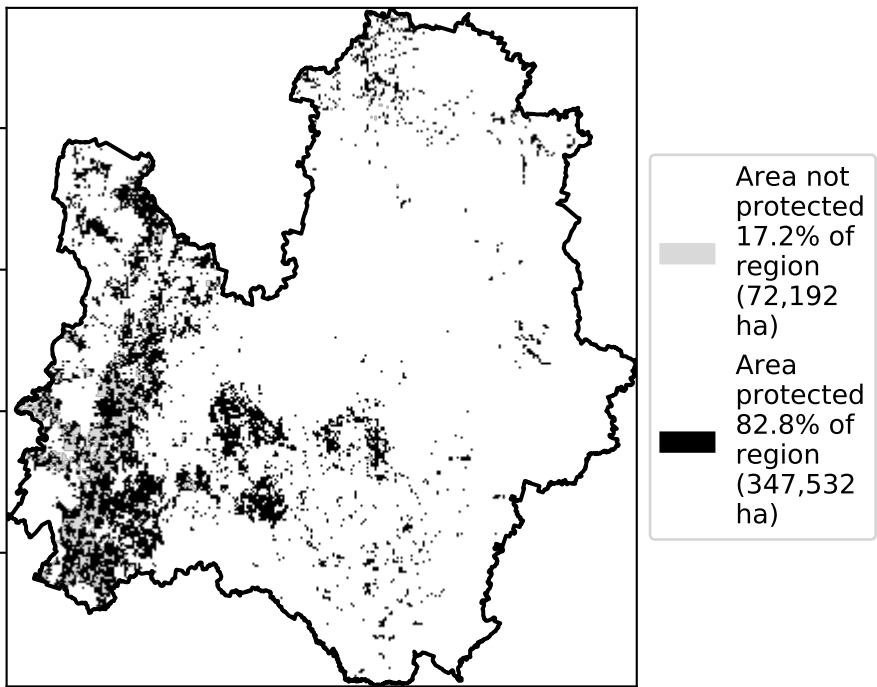 Area not
protected
17.2% of
region
(72,192
ha)
Area
protected
82.8% of
region
(347,532
ha)